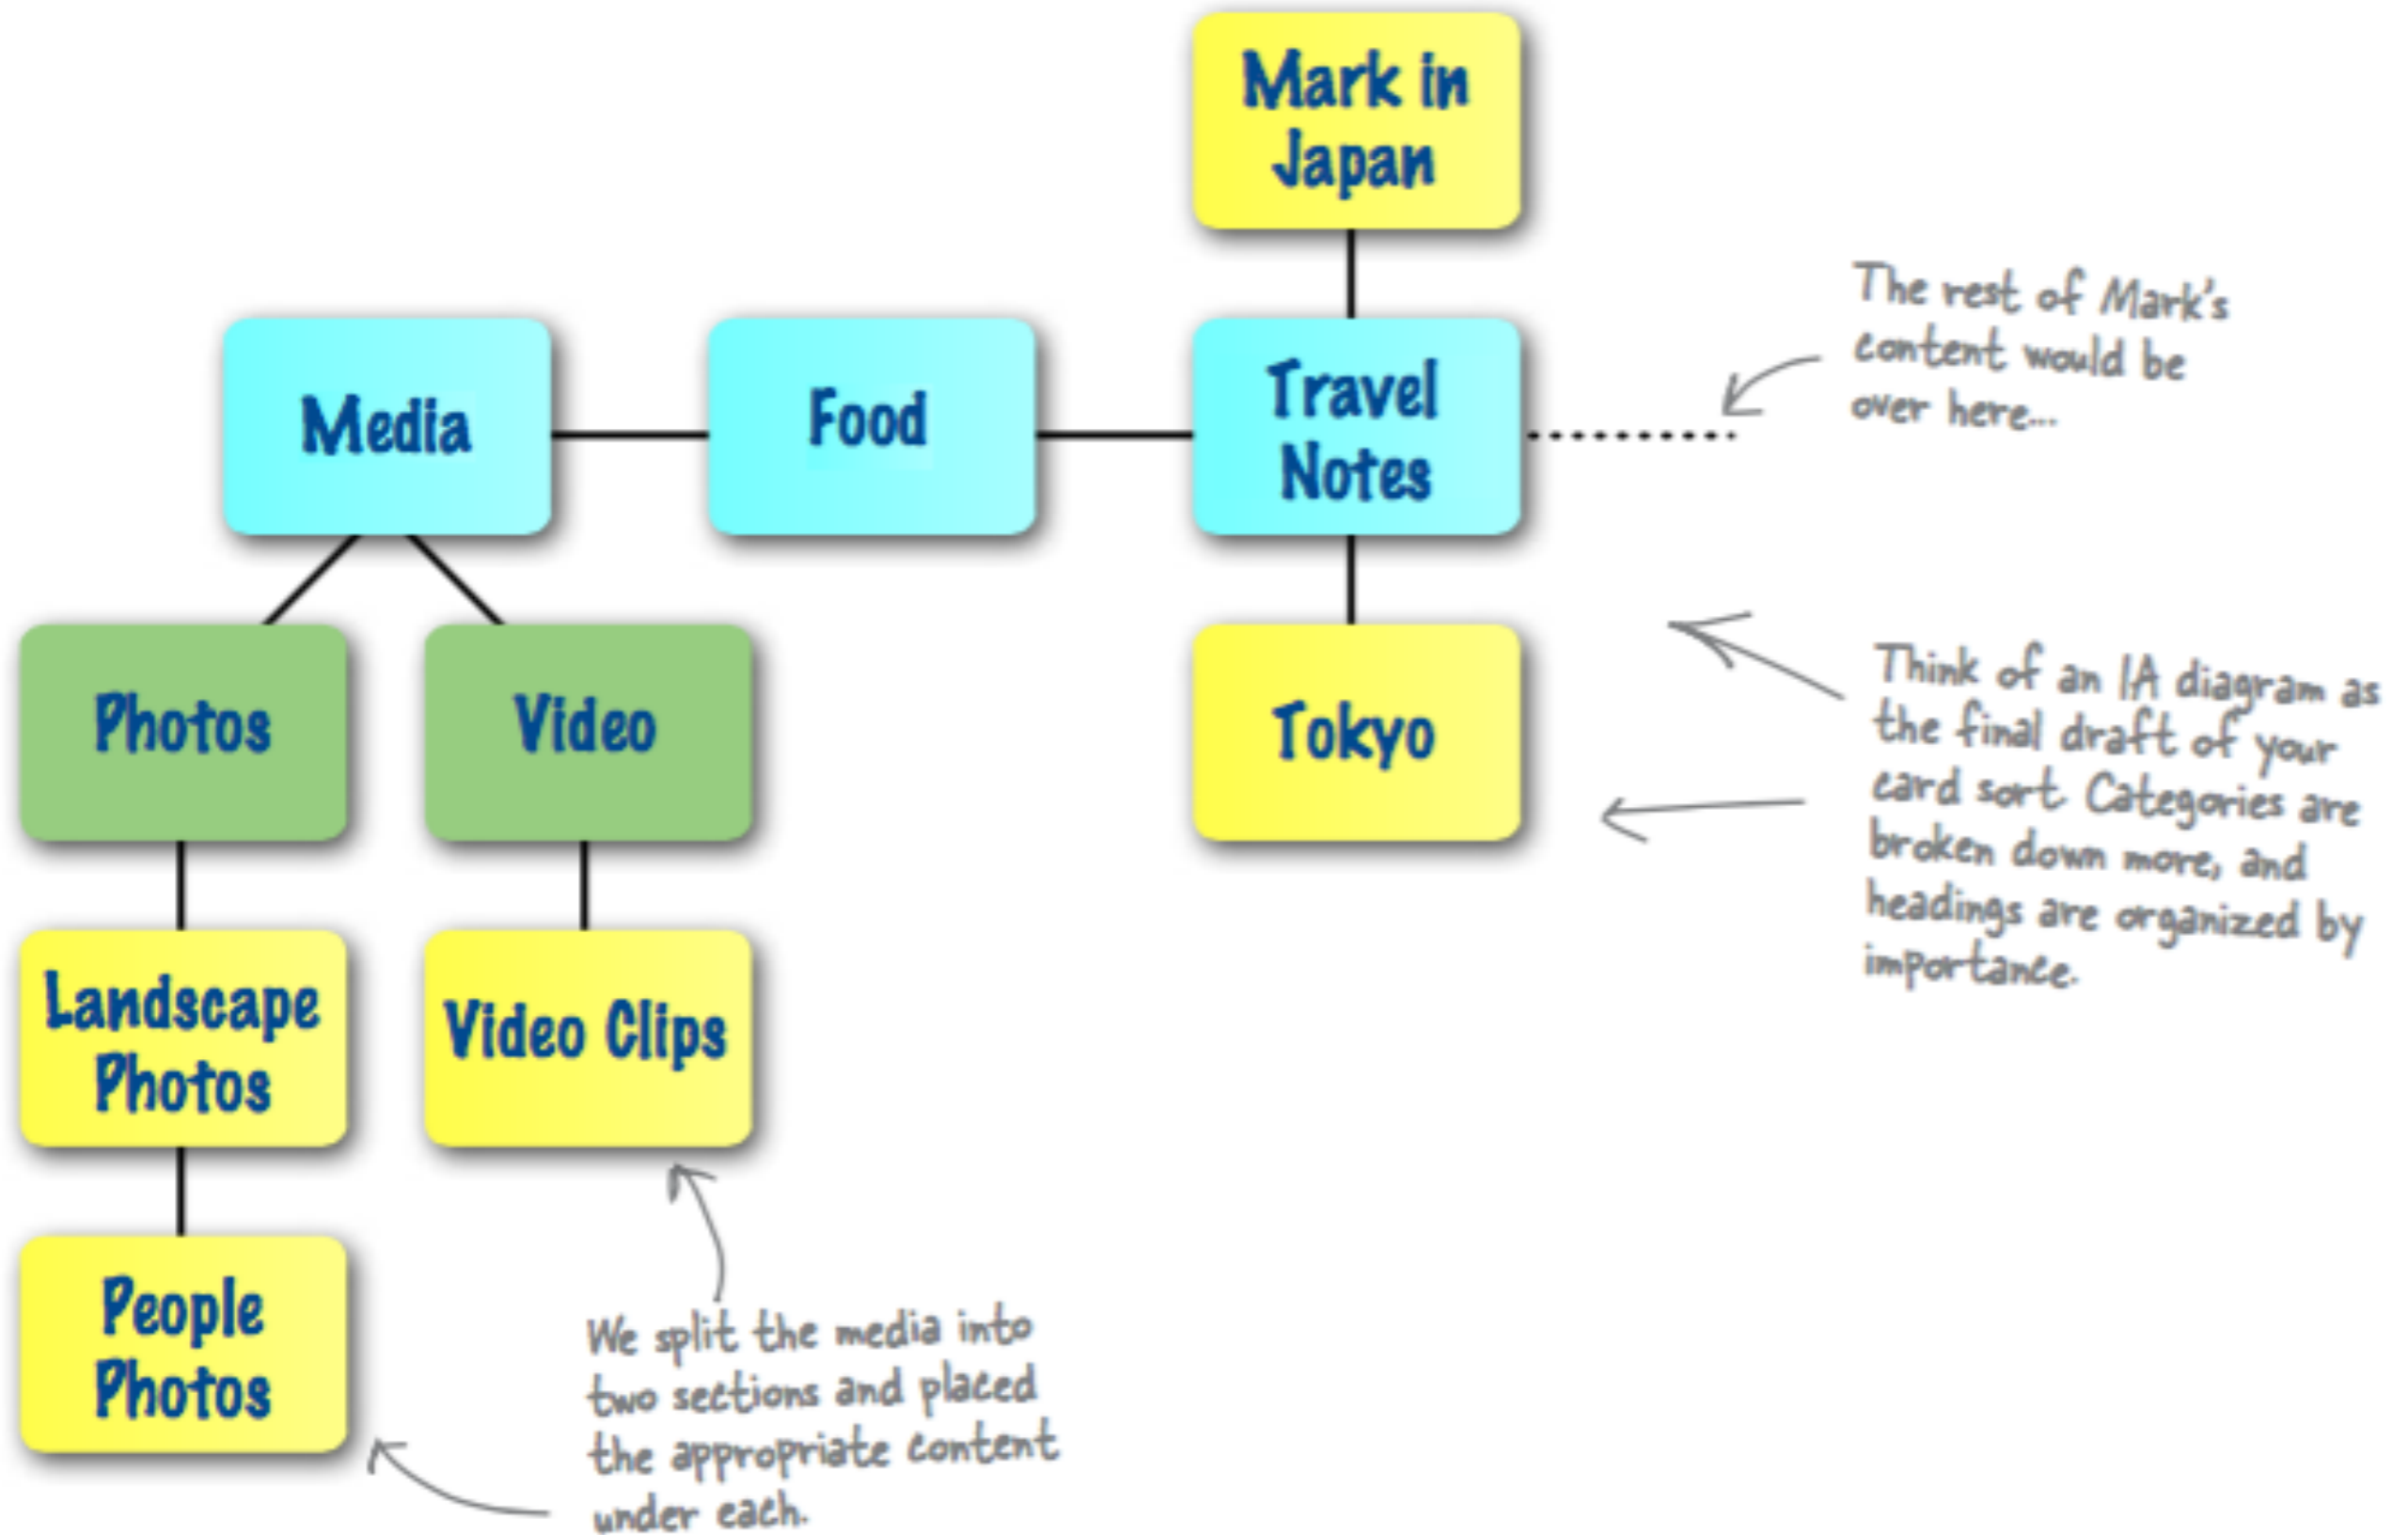 Mark in
Japan
The rest of Mark's
content would be
over here...
Media
Food
Travel
Notes
Photos
Video
Tokyo
Think of an IA diagram as
the final draft of your
card sort. Categories are
broken down more, and
headings are organized by
importance.
Landscape
Photos
Video Clips
People
Photos
We split the media into
two sections and placed
the appropriate content
under each.